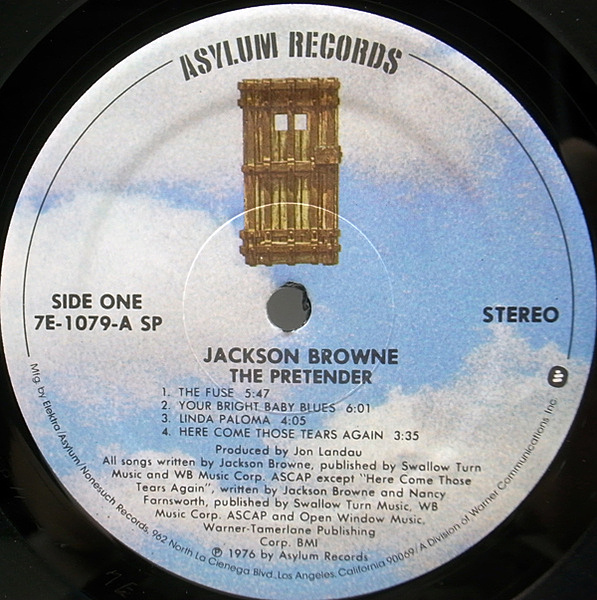 ASYLUM RECORDS
SIDE ONE
7E-1079-A SP
STEREO
JACKSON BROWNE
THE PRETENDER
1. THE FUSE 5:47
2. YOUR BRIGHT BABY BLUES 6:01
3. LINDA PALOMA 4:05
4. HERE COME THOSE TEARS AGAIN 3:35
Produced by Jon Landau
All songs written by Jackson Browne, published by Swallow Turn
Music and WB Music Corp. ASCAP except "Here Come Those
Tears Again", written by Jackson Browne and Nancy
Farnsworth, published by Swallow Turn Music, WB
Music Corp. ASCAP and Open Window Music,
Warner-Tamerlane Publishing
Corp. BMI
℗ 1976 by Asylum Records
Mfg. by Elektra/Asylum/Nonesuch Records, 962 North La Cienega Blvd., Los Angeles, California 90069/A Division of Warner Communications Inc.